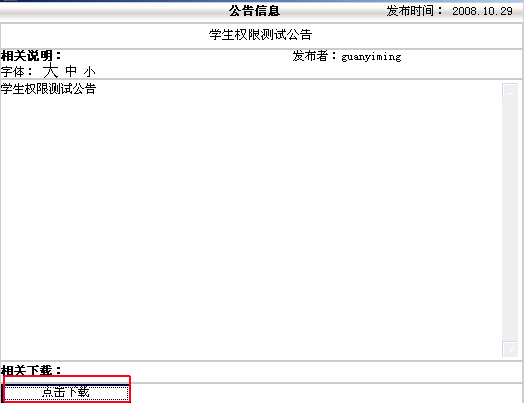 公告信息 发布时间： 2008.10.29
学生权限测试公告
相关说明： 发布者：guanyiming
字体： 大 中 小
学生权限测试公告
相关下载：
点击下载